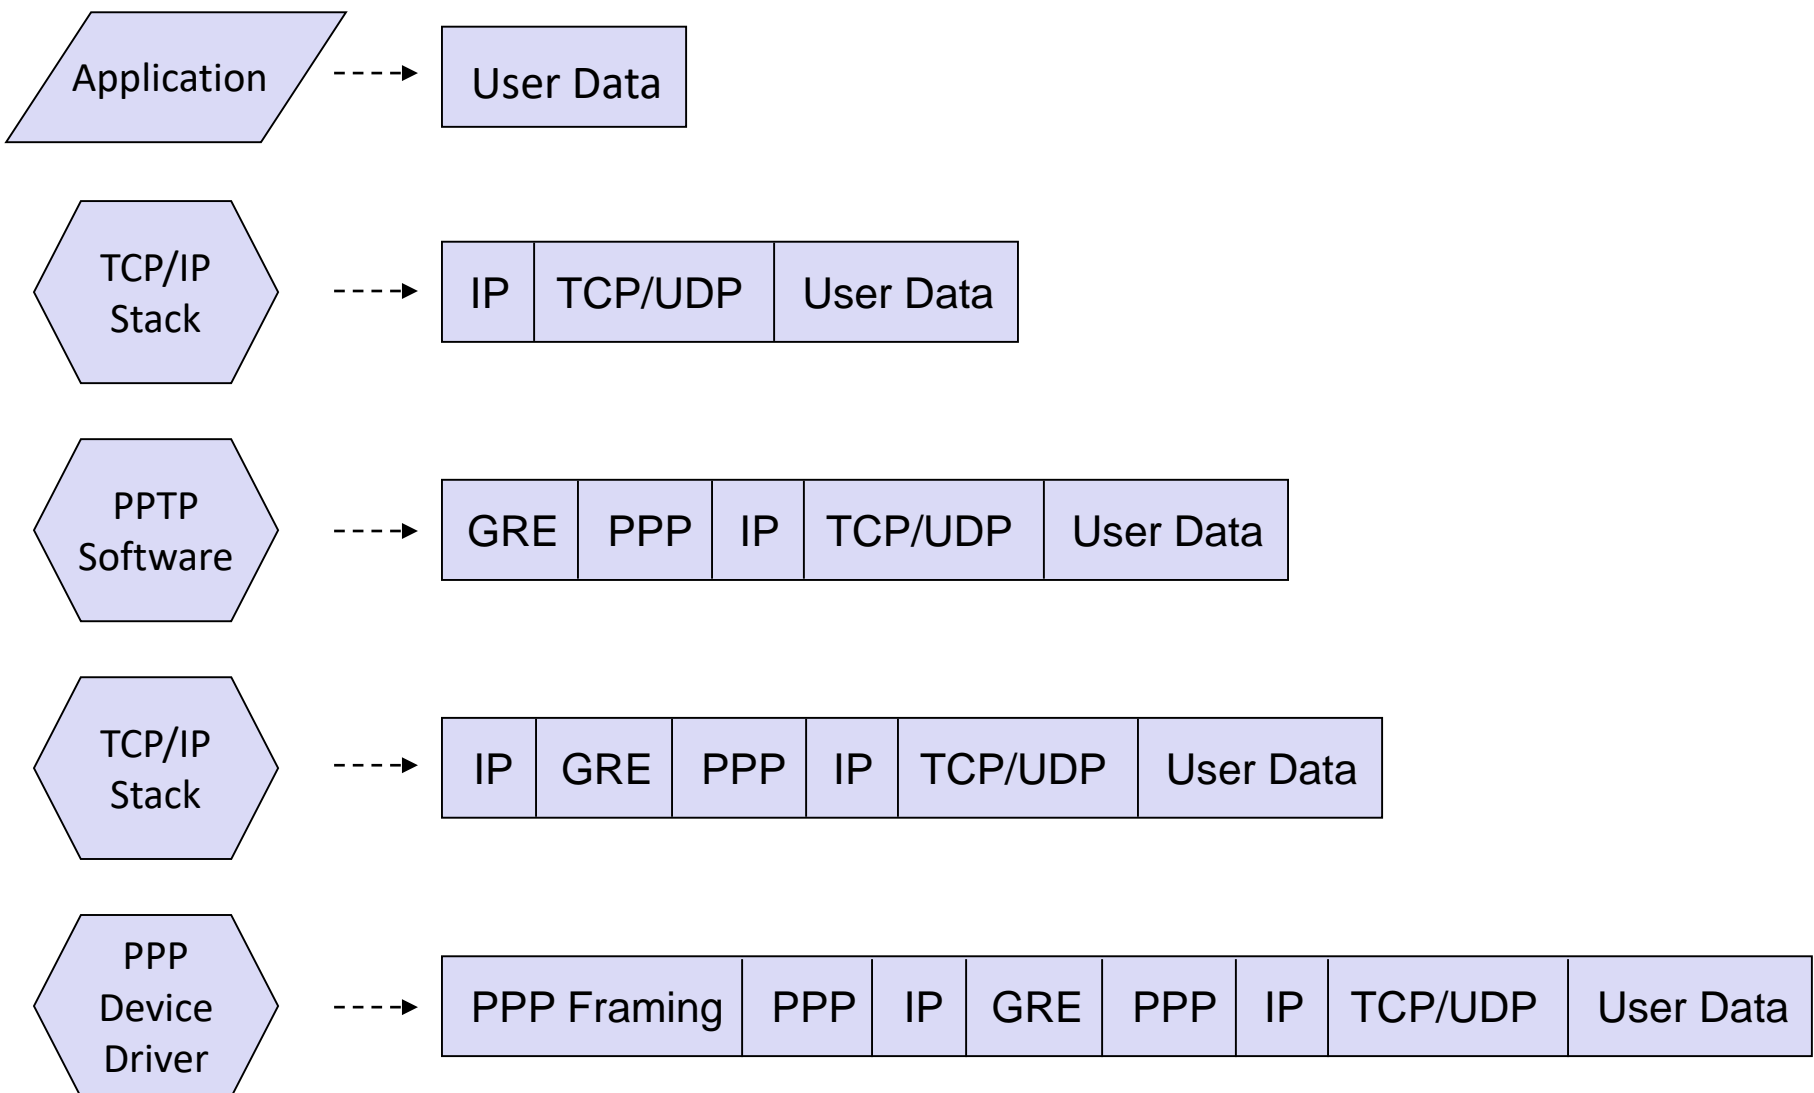 Application
User Data
TCP/IP
Stack
IP TCP/UDP User Data
PPTP
Software
GRE PPP IP TCP/UDP User Data
TCP/IP
Stack
IP GRE PPP IP TCP/UDP User Data
PPP
Device
Driver
PPP Framing PPP IP GRE PPP IP TCP/UDP User Data